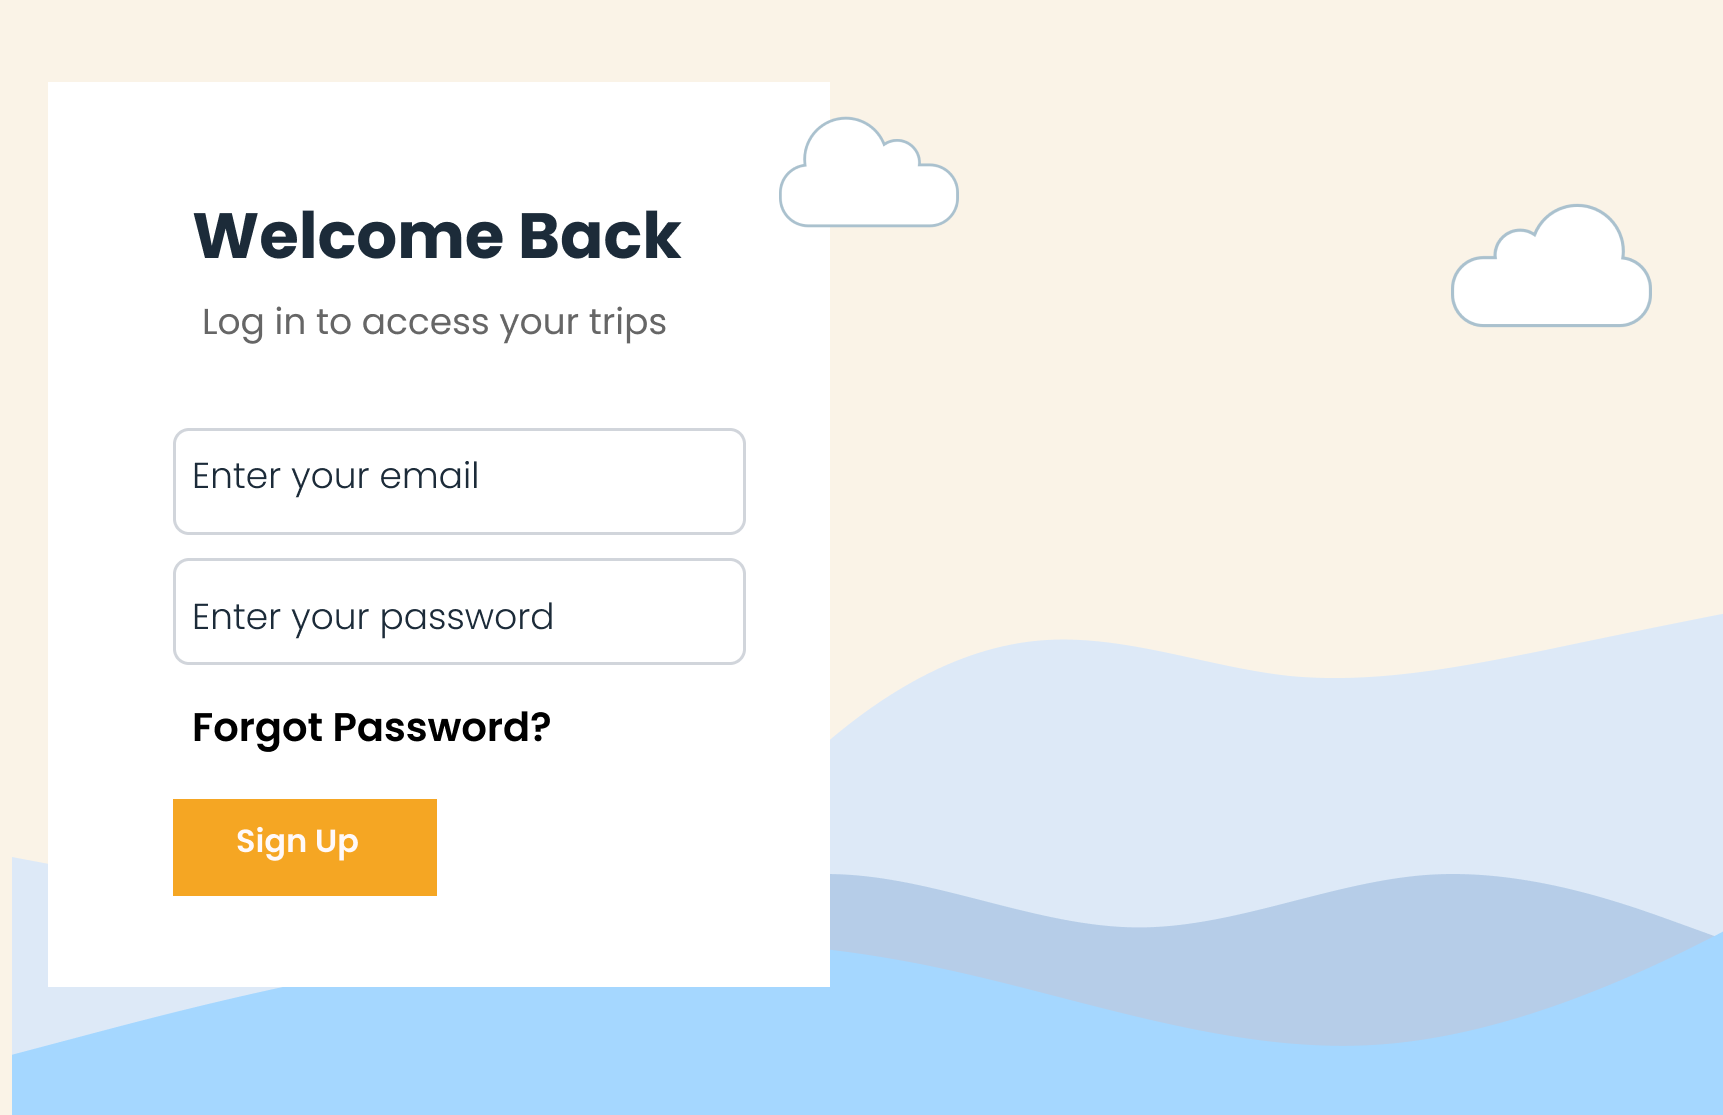 Welcome Back
Log in to access your trips
Enter your email
Enter your password
Forgot Password?
Sign Up